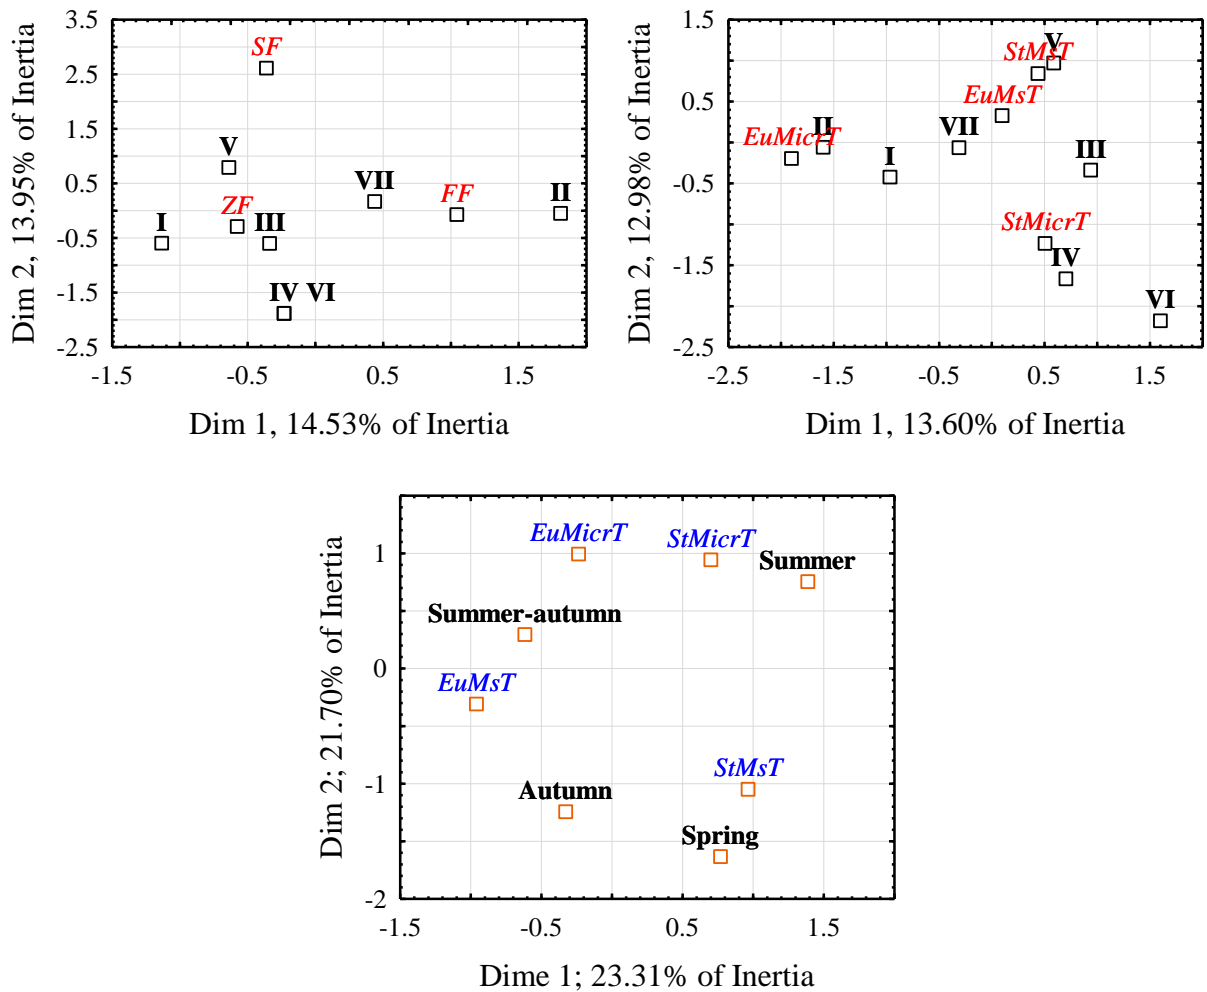 3.5
2.5
1.5
0.5
-0.5
-1.5
-2.5
Dim 2, 13.95% of Inertia
SF
V
VII
FF
II
ZF
I
III
IV VI
-1.5
-0.5
0.5
1.5
Dim 1, 14.53% of Inertia
1.5
0.5
-0.5
-1.5
-2.5
Dim 2, 12.98% of Inertia
V
StMsT
EuMsT
II
VII
EuMicrT
I
III
StMicrT
IV
VI
-2.5
-1.5
-0.5
0.5
1.5
Dim 1, 13.60% of Inertia
1
0
-1
-2
Dim 2; 21.70% of Inertia
EuMicrT
StMicrT
Summer
Summer-autumn
EuMsT
StMsT
Autumn
Spring
-1.5
-0.5
0.5
1.5
Dime 1; 23.31% of Inertia